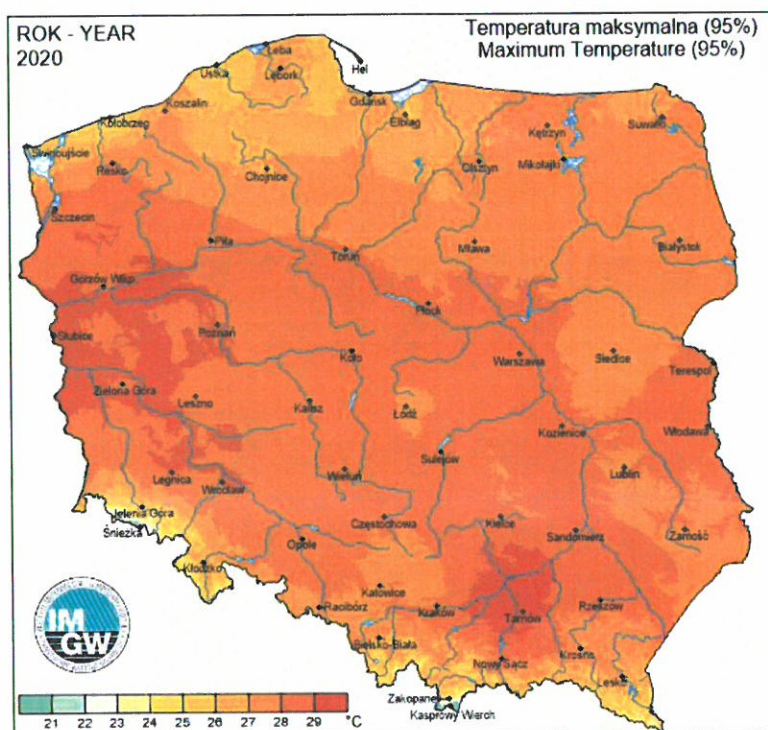 ROK - YEAR
2020
Temperatura maksymalna (95%)
Maximum Temperature (95%)
Łeba
Hel
Ustka
Lębork
Gdańsk
Koszalin
Elbląg
Kołobrzeg
Kętrzyn
Suwałki
Świnoujście
Resko
Chojnice
Olsztyn
Mikołajki
Szczecin
Piła
Toruń
Mława
Białystok
Gorzów Wlkp.
Płock
Słubice
Poznań
Koło
Warszawa
Siedlce
Terespol
Zielona Góra
Leszno
Kalisz
Łódź
Kozienice
Włodawa
Sulejów
Legnica
Wrocław
Wieluń
Lublin
Jelenia Góra
Śnieżka
Częstochowa
Kielce
Sandomierz
Zamość
Opole
Kłodzko
Katowice
Racibórz
Kraków
Tarnów
Rzeszów
Bielsko-Biała
Nowy Sącz
Krosno
Lesko
Zakopane
Kasprowy Wierch
IM
GW
21 22 23 24 25 26 27 28 29 °C